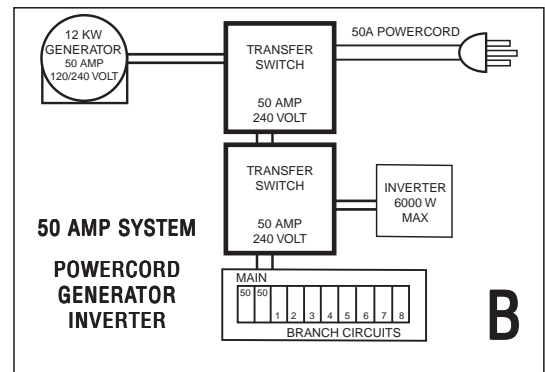 12 KW
GENERATOR
50 AMP
120/240 VOLT
TRANSFER
SWITCH
50 AMP
240 VOLT
50A POWERCORD
TRANSFER
SWITCH
50 AMP
240 VOLT
INVERTER
6000 W
MAX
50 AMP SYSTEM
POWERCORD
GENERATOR
INVERTER
MAIN
50 50 1 2 3 4 5 6 7 8
BRANCH CIRCUITS
B